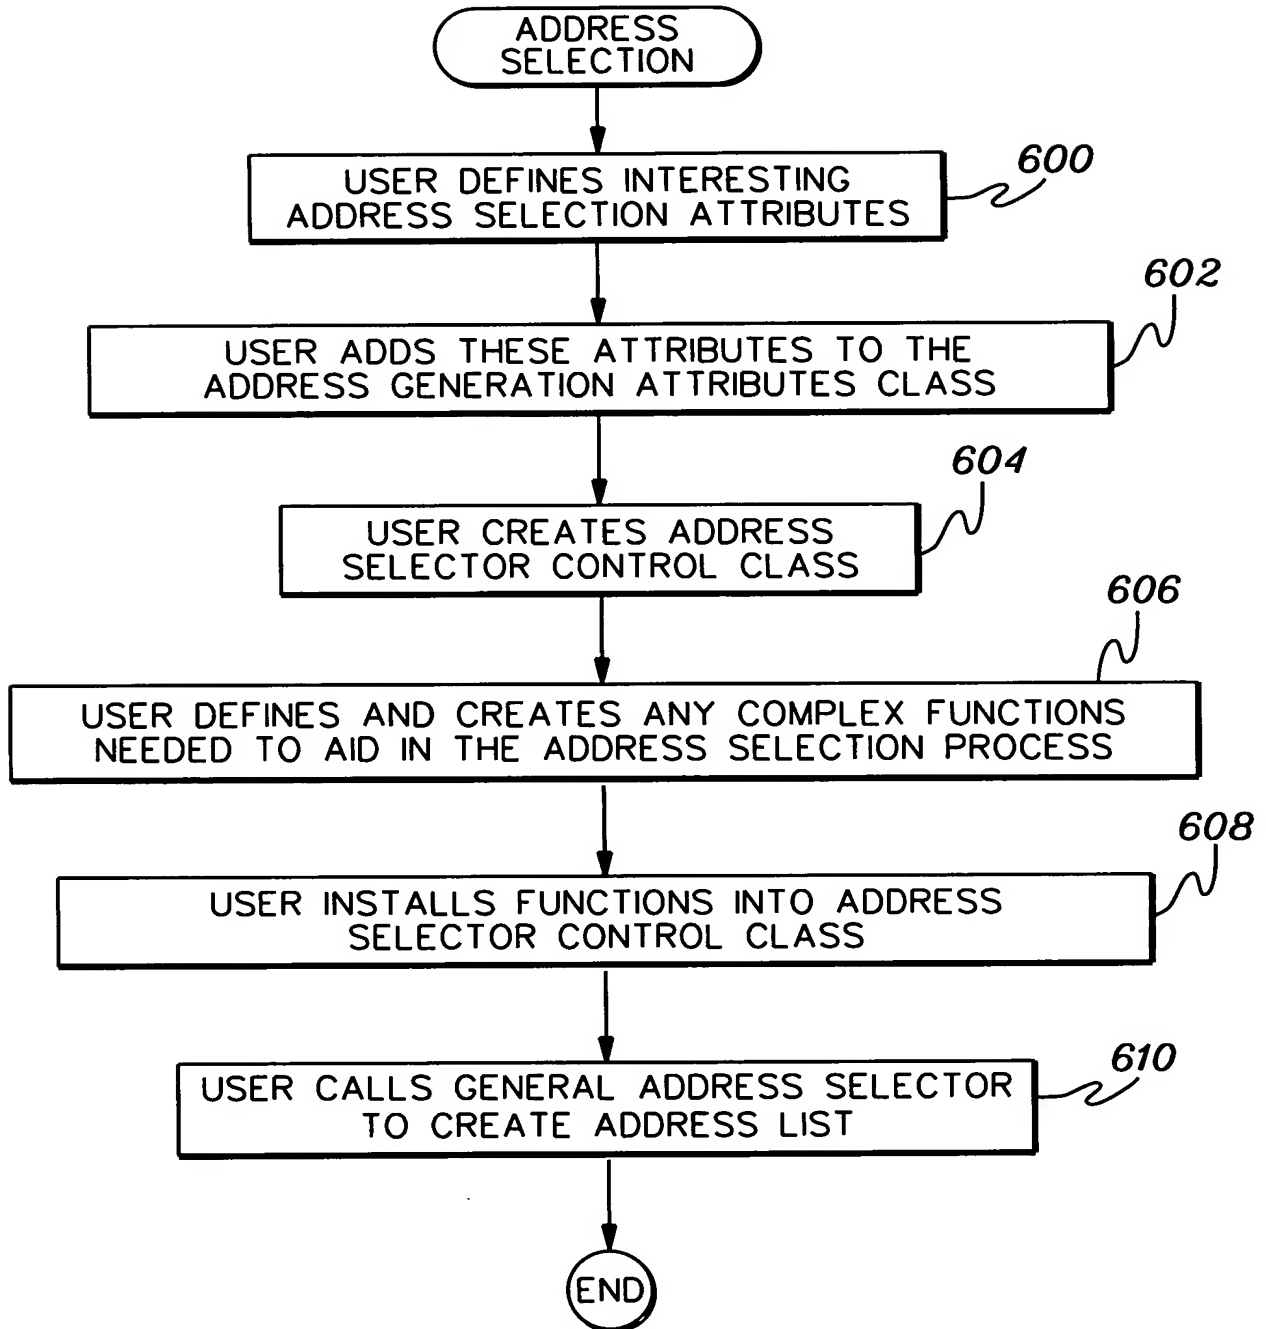 ADDRESS
SELECTION
600
USER DEFINES INTERESTING
ADDRESS SELECTION ATTRIBUTES
602
USER ADDS THESE ATTRIBUTES TO THE
ADDRESS GENERATION ATTRIBUTES CLASS
604
USER CREATES ADDRESS
SELECTOR CONTROL CLASS
606
USER DEFINES AND CREATES ANY COMPLEX FUNCTIONS
NEEDED TO AID IN THE ADDRESS SELECTION PROCESS
608
USER INSTALLS FUNCTIONS INTO ADDRESS
SELECTOR CONTROL CLASS
610
USER CALLS GENERAL ADDRESS SELECTOR
TO CREATE ADDRESS LIST
END